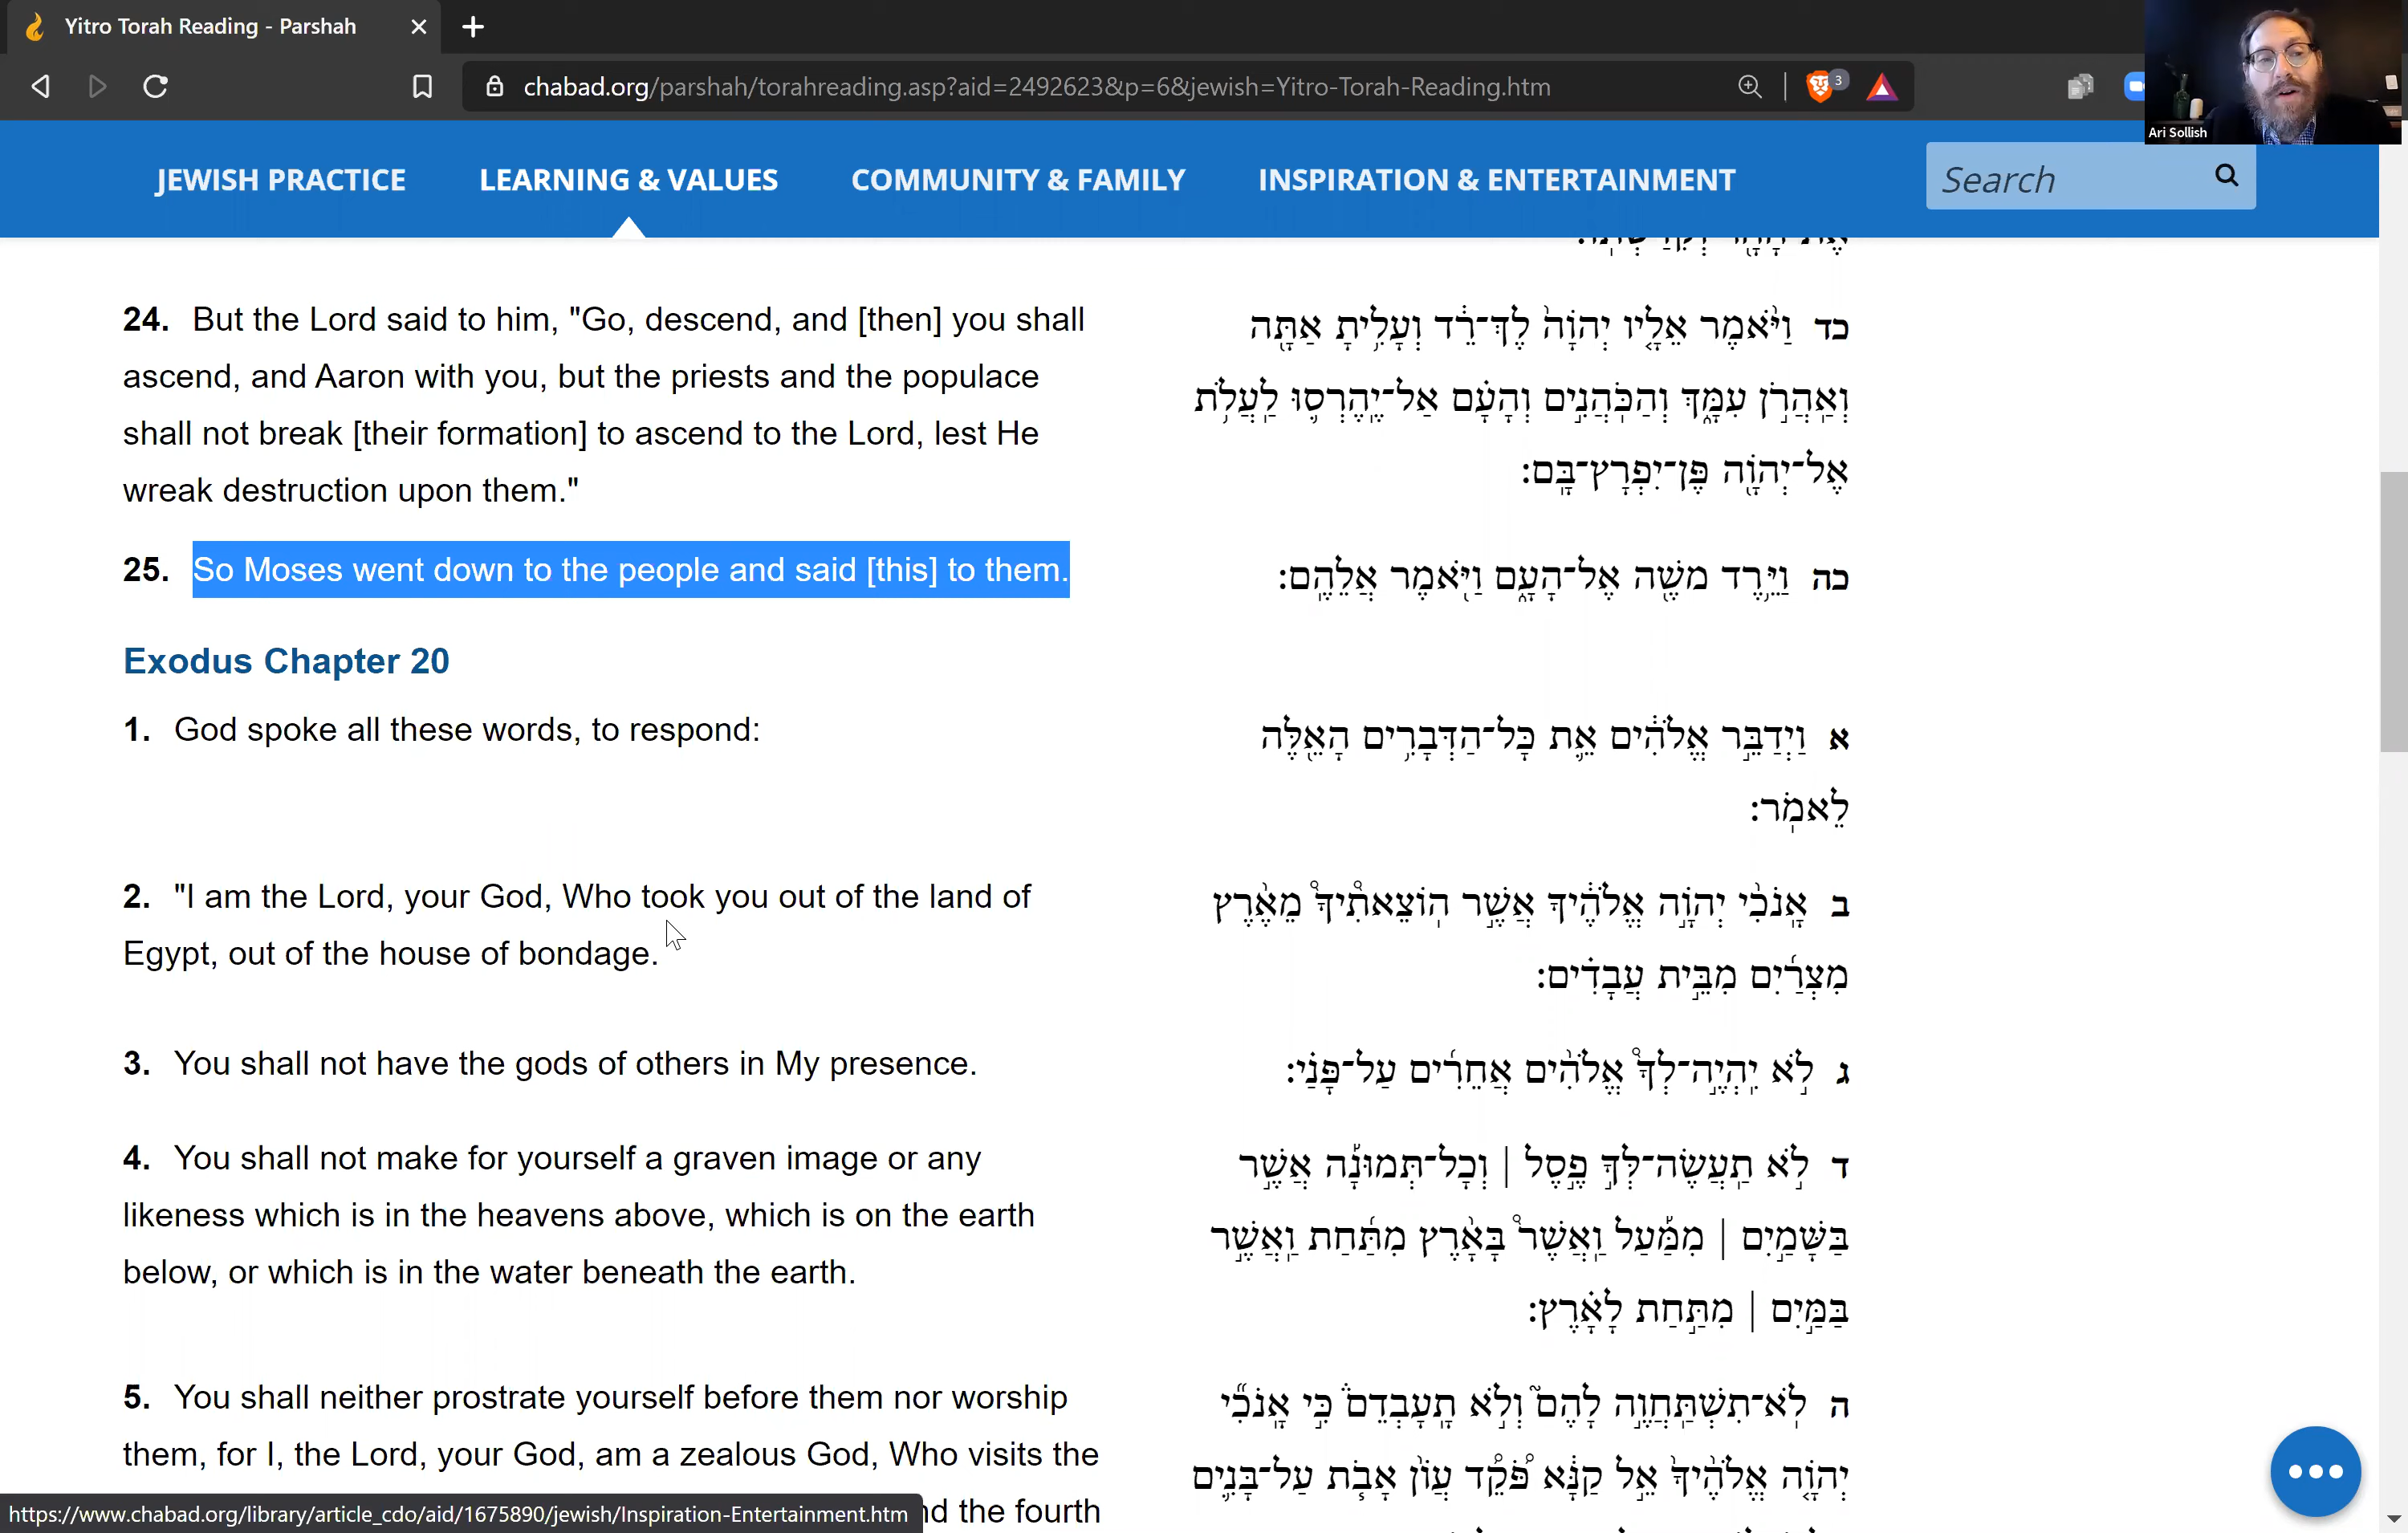 Yitro Torah Reading - Parshah
chabad.org/parshah/torahreading.asp?aid=2492623&p=6&jewish=Yitro-Torah-Reading.htm
3
Ari Sollish
JEWISH PRACTICE
LEARNING & VALUES
COMMUNITY & FAMILY
INSPIRATION & ENTERTAINMENT
Search
24. But the Lord said to him, "Go, descend, and [then] you shall
ascend, and Aaron with you, but the priests and the populace
shall not break [their formation] to ascend to the Lord, lest He
wreak destruction upon them."
כד וַיֹּ֨אמֶר אֵלָ֤יו יְהֹוָה֙ לֶךְ־רֵ֔ד וְעָלִ֥יתָ אַתָּ֖ה
וְאַֽהֲרֹ֣ן עִמָּ֑ךְ וְהַכֹּֽהֲנִ֣ים וְהָעָ֗ם אַל־יֶֽהֶרְס֛וּ לַֽעֲלֹ֥ת
אֶל־יְהֹוָ֖ה פֶּן־יִפְרָץ־בָּֽם:
25. So Moses went down to the people and said [this] to them.
כה וַיֵּ֥רֶד משֶׁ֖ה אֶל־הָעָ֑ם וַיֹּ֖אמֶר אֲלֵהֶֽם:
Exodus Chapter 20
1. God spoke all these words, to respond:
א וַיְדַבֵּ֣ר אֱלֹהִ֔ים אֵ֛ת כָּל־הַדְּבָרִ֥ים הָאֵ֖לֶּה
לֵאמֹֽר:
2. "I am the Lord, your God, Who took you out of the land of
Egypt, out of the house of bondage.
ב אָֽנֹכִ֨י יְהֹוָ֣ה אֱלֹהֶ֔יךָ אֲשֶׁ֣ר הֽוֹצֵאתִ֩יךָ֩ מֵאֶ֨רֶץ
מִצְרַ֜יִם מִבֵּ֣ית עֲבָדִ֗ים:
3. You shall not have the gods of others in My presence.
ג לֹ֣א יִֽהְיֶ֣ה־לְךָ֩ אֱלֹהִ֨ים אֲחֵרִ֜ים עַל־פָּנַ֗י:
4. You shall not make for yourself a graven image or any
likeness which is in the heavens above, which is on the earth
below, or which is in the water beneath the earth.
ד לֹ֣א תַֽעֲשֶׂה־לְּךָ֣ פֶ֣סֶל | וְכָל־תְּמוּנָ֡ה אֲשֶׁ֣ר
בַּשָּׁמַ֣יִם | מִמַּ֡עַל וַֽאֲשֶׁר֩ בָּאָ֨רֶץ מִתַּ֜חַת וַֽאֲשֶׁ֣ר
בַּמַּ֣יִם | מִתַּ֣חַת לָאָ֗רֶץ:
5. You shall neither prostrate yourself before them nor worship
them, for I, the Lord, your God, am a zealous God, Who visits the
nd the fourth
ה לֹֽא־תִשְׁתַּֽחֲוֶ֣ה לָהֶם֘ וְלֹ֣א תָֽעָבְדֵם֒ כִּ֣י אָֽנֹכִ֞י
יְהֹוָ֤ה אֱלֹהֶ֨יךָ֙ אֵ֣ל קַנָּ֔א פֹּ֠קֵ֠ד עֲוֹ֨ן אָבֹ֧ת עַל־בָּנִ֛ים
https://www.chabad.org/library/article_cdo/aid/1675890/jewish/Inspiration-Entertainment.htm